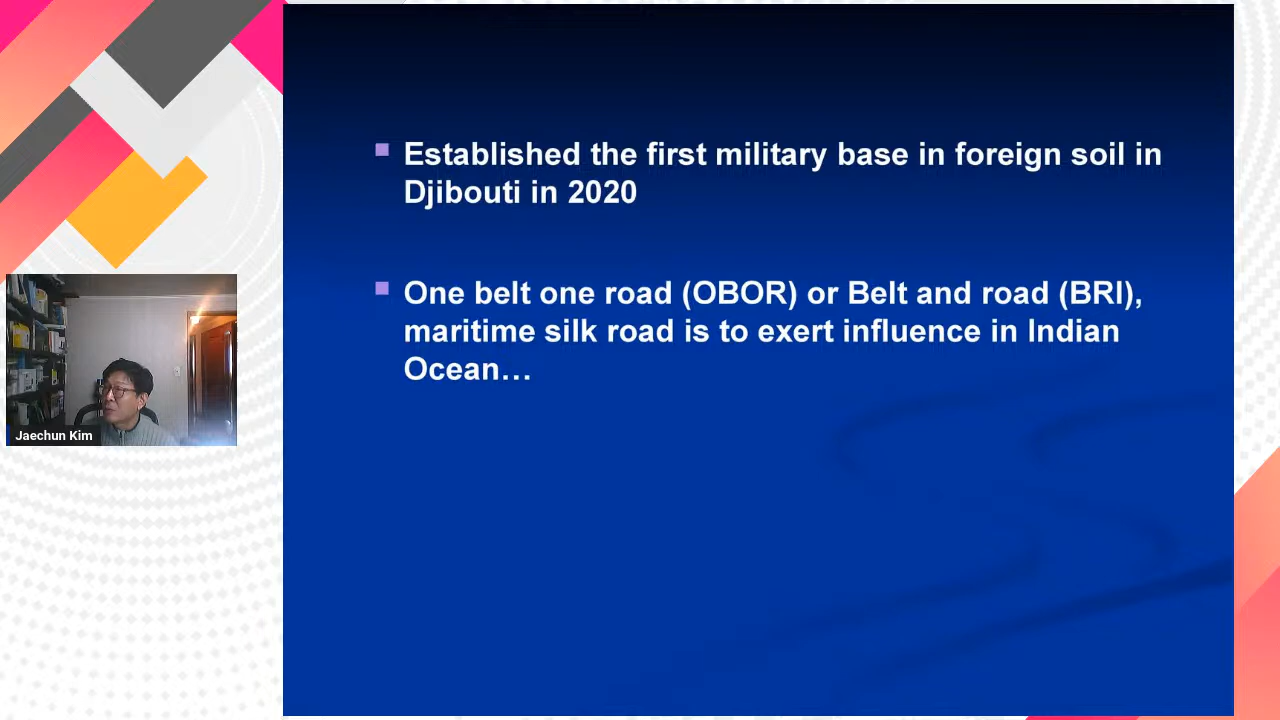 Established the first military base in foreign soil in
Djibouti in 2020
One belt one road (OBOR) or Belt and road (BRI),
maritime silk road is to exert influence in Indian
Ocean…
Jaechun Kim